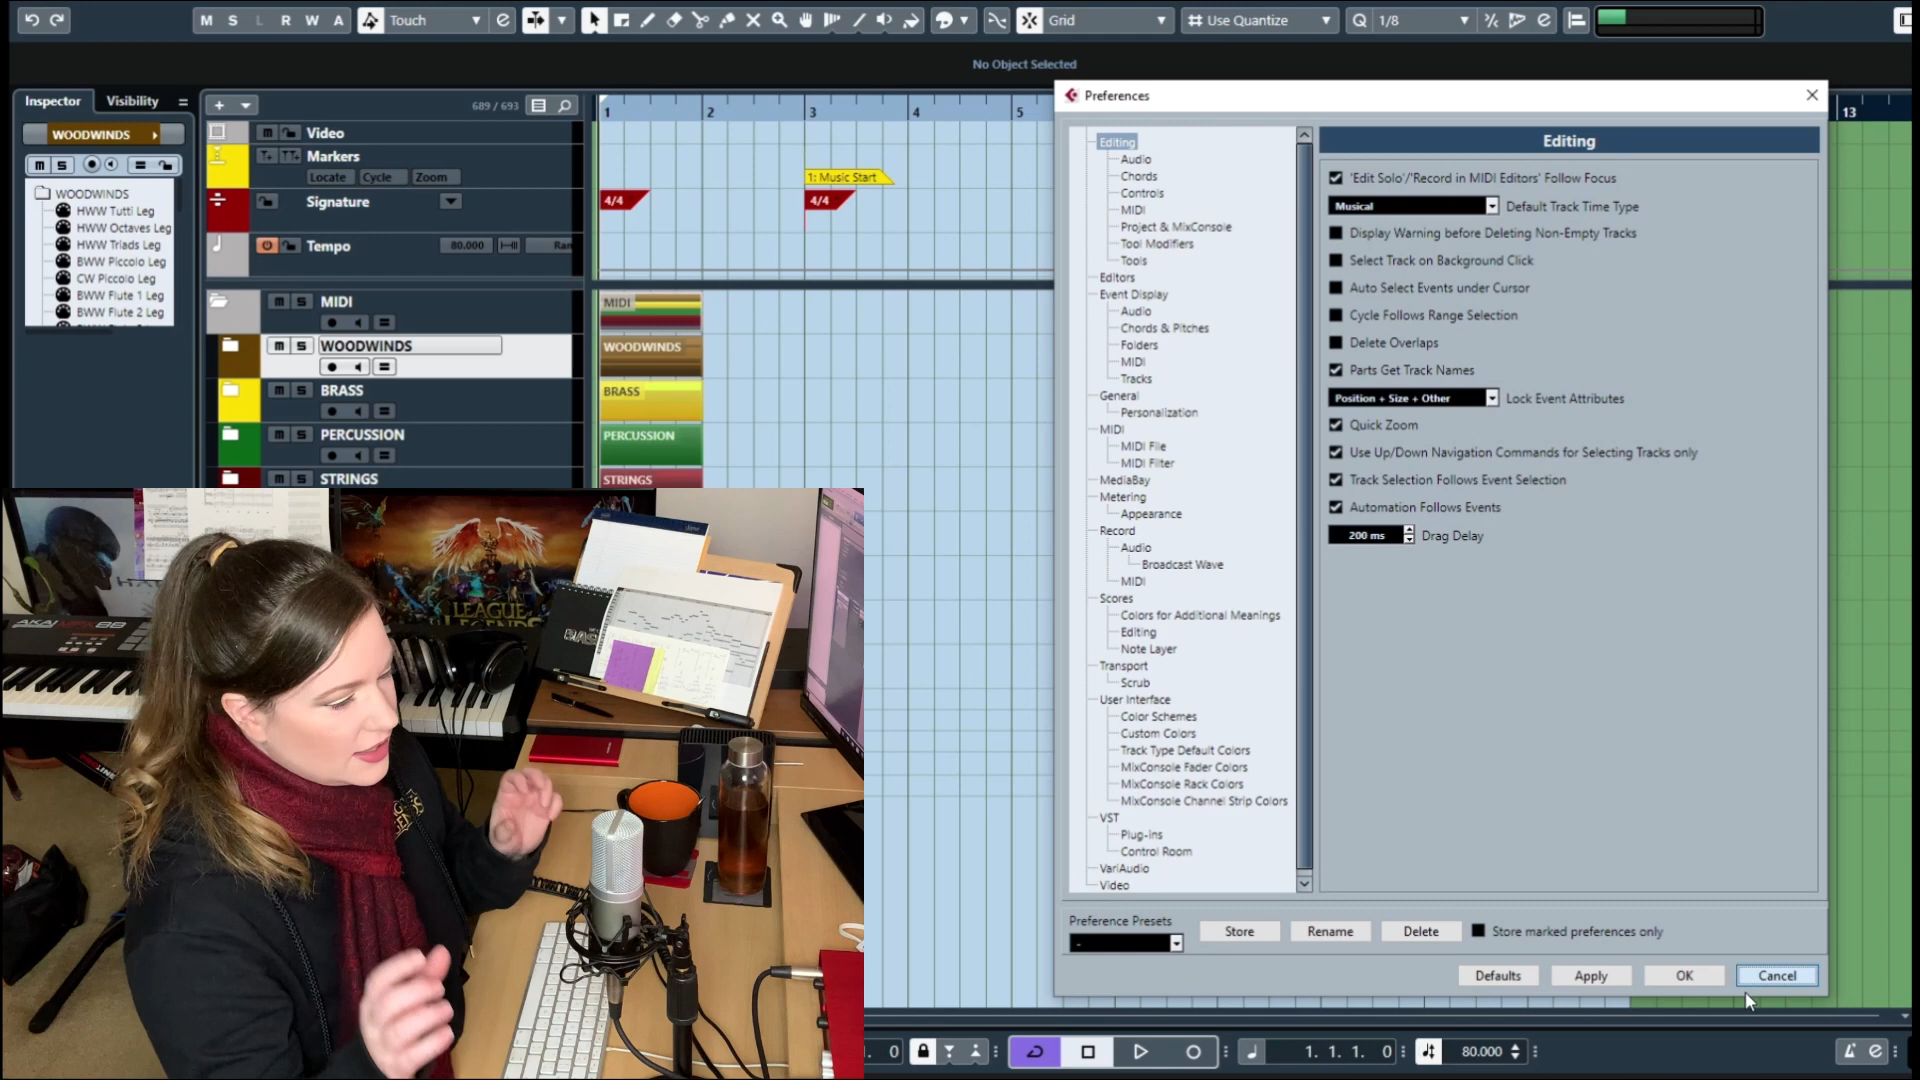 M S L R W A Touch Grid Use Quantize Q 1/8
No Object Selected
Inspector Visibility
WOODWINDS
m S
WOODWINDS
HWW Tutti Leg
HWW Octaves Leg
HWW Triads Leg
BWW Piccolo Leg
CW Piccolo Leg
BWW Flute 1 Leg
BWW Flute 2 Leg
689 / 693
1 2 3 4 5 13
m Video
Markers
Locate Cycle Zoom
1: Music Start
Signature
4/4 4/4
Tempo 80.000
m S MIDI
MIDI
m S WOODWINDS
WOODWINDS
m S BRASS
BRASS
m S PERCUSSION
PERCUSSION
m S STRINGS
STRINGS
Preferences
Editing
Audio
Chords
Controls
MIDI
Project & MixConsole
Tool Modifiers
Tools
Editors
Event Display
Audio
Chords & Pitches
Folders
MIDI
Tracks
General
Personalization
MIDI
MIDI File
MIDI Filter
MediaBay
Metering
Appearance
Record
Audio
Broadcast Wave
MIDI
Scores
Colors for Additional Meanings
Editing
Note Layer
Transport
Scrub
User Interface
Color Schemes
Custom Colors
Track Type Default Colors
MixConsole Fader Colors
MixConsole Rack Colors
MixConsole Channel Strip Colors
VST
Plug-ins
Control Room
VariAudio
Video
Editing
'Edit Solo'/'Record in MIDI Editors' Follow Focus
Musical Default Track Time Type
Display Warning before Deleting Non-Empty Tracks
Select Track on Background Click
Auto Select Events under Cursor
Cycle Follows Range Selection
Delete Overlaps
Parts Get Track Names
Position + Size + Other Lock Event Attributes
Quick Zoom
Use Up/Down Navigation Commands for Selecting Tracks only
Track Selection Follows Event Selection
Automation Follows Events
200 ms Drag Delay
Preference Presets
-
Store Rename Delete Store marked preferences only
Defaults Apply OK Cancel
LEAGUE
AKAI
0 1. 1. 1. 0 80.000